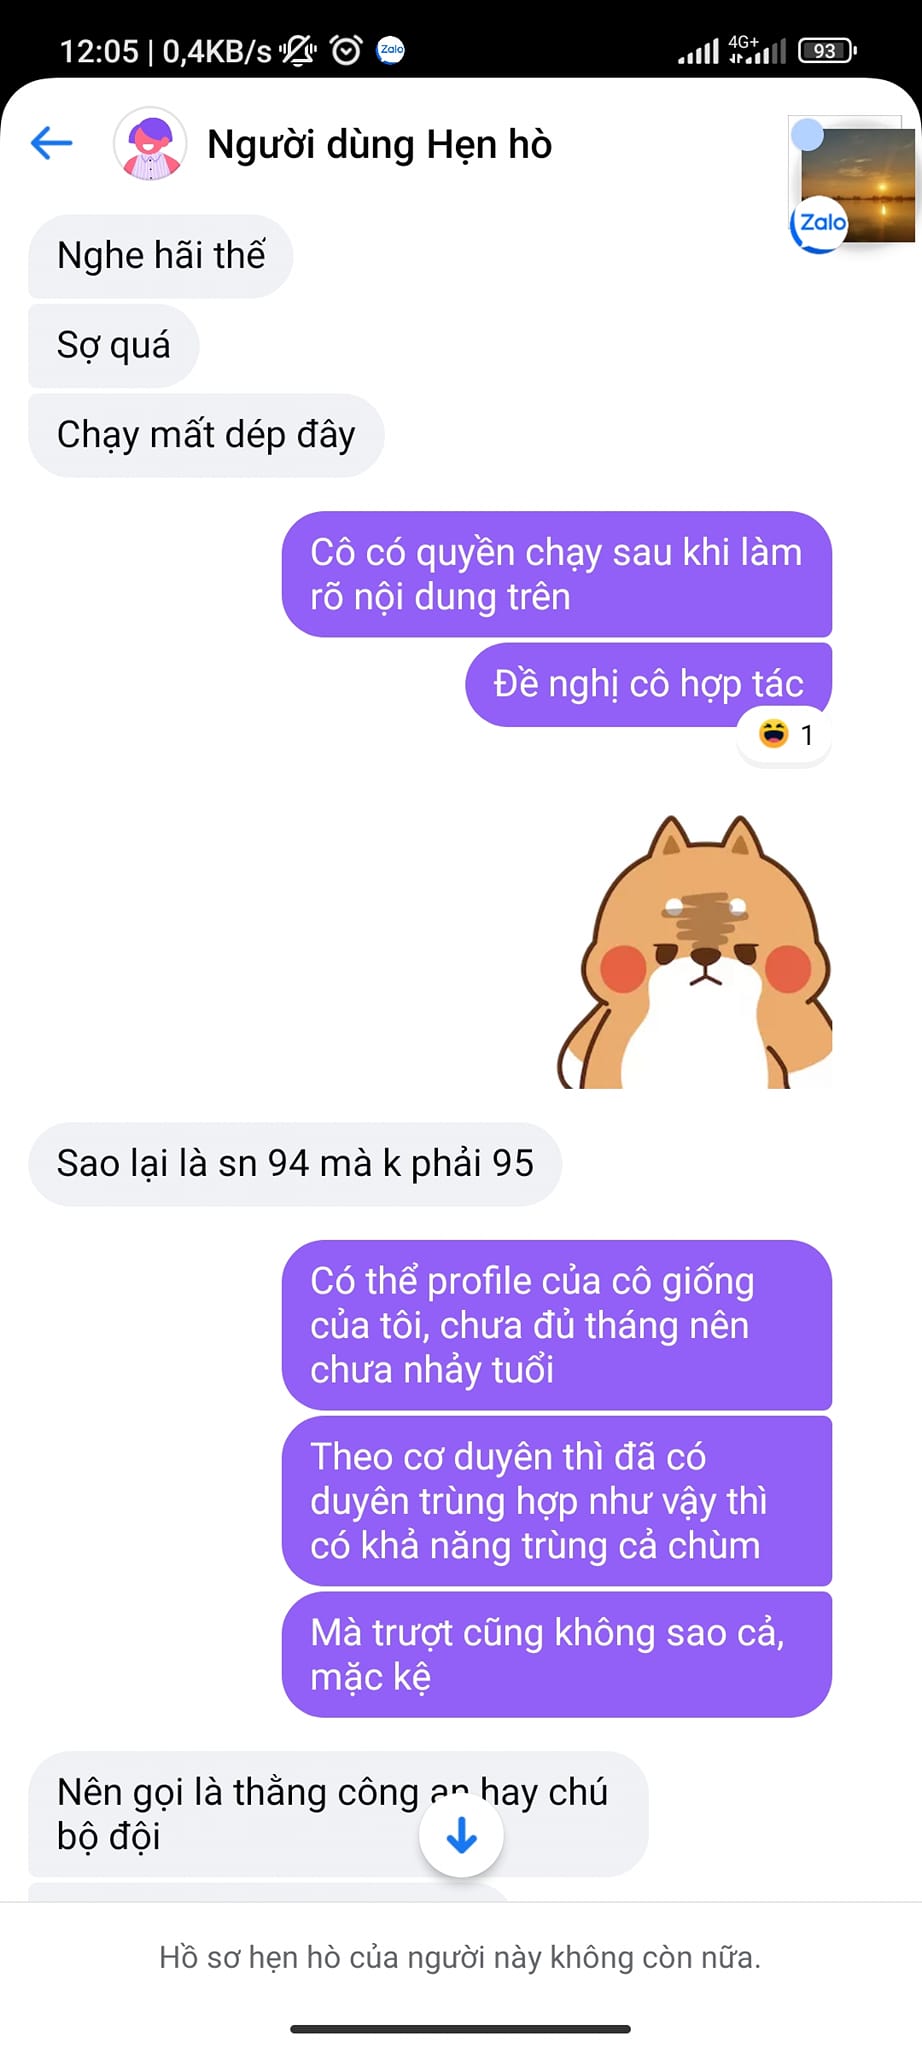 12:05 | 0,4KB/s
Zalo
4G+
93
Người dùng Hẹn hò
Zalo
Nghe hãi thế
Sợ quá
Chạy mất dép đây
Cô có quyền chạy sau khi làm
rõ nội dung trên
Đề nghị cô hợp tác
1
Sao lại là sn 94 mà k phải 95
Có thể profile của cô giống
của tôi, chưa đủ tháng nên
chưa nhảy tuổi
Theo cơ duyên thì đã có
duyên trùng hợp như vậy thì
có khả năng trùng cả chùm
Mà trượt cũng không sao cả,
mặc kệ
Nên gọi là thằng công an hay chú
bộ đội
Hồ sơ hẹn hò của người này không còn nữa.